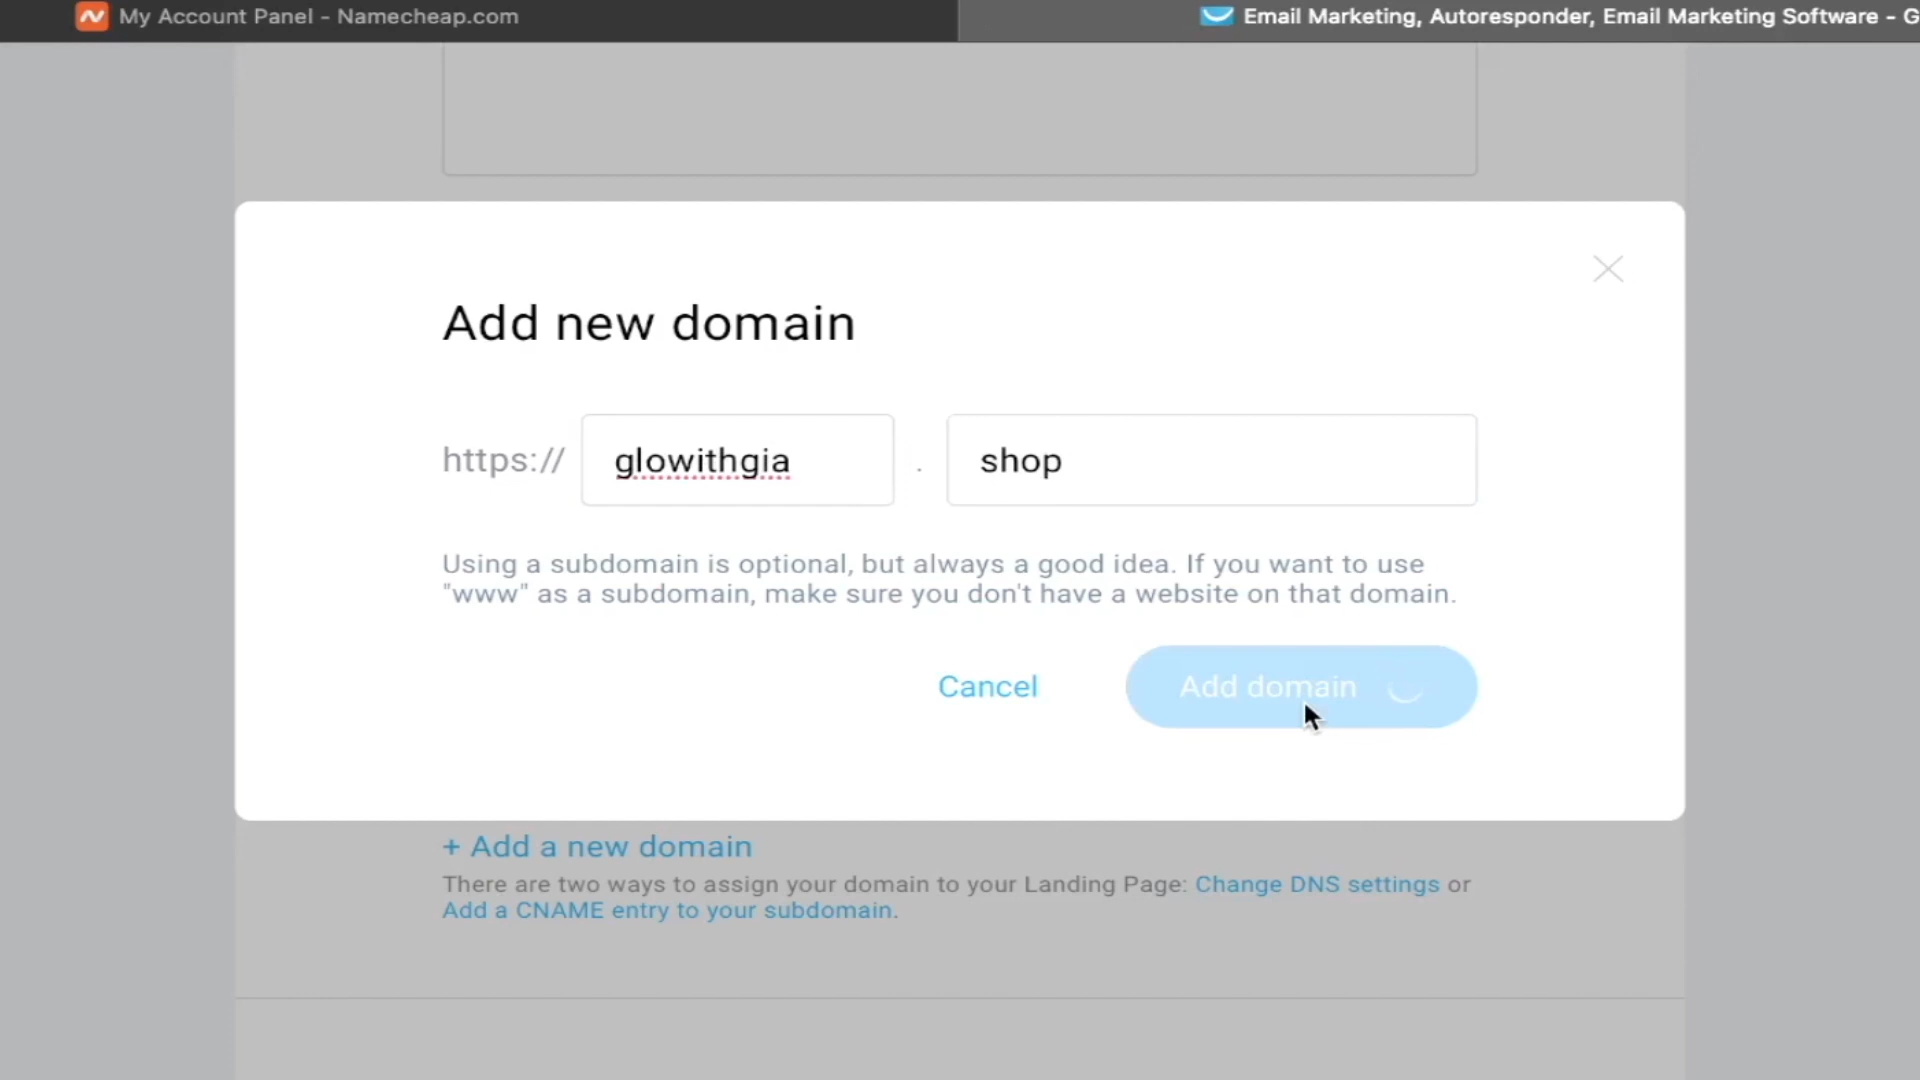 My Account Panel - Namecheap.com
Email Marketing, Autoresponder, Email Marketing Software - G
Add new domain
https:// glowithgia . shop
Using a subdomain is optional, but always a good idea. If you want to use
"www" as a subdomain, make sure you don't have a website on that domain.
Cancel
Add domain
+ Add a new domain
There are two ways to assign your domain to your Landing Page: Change DNS settings or
Add a CNAME entry to your subdomain.